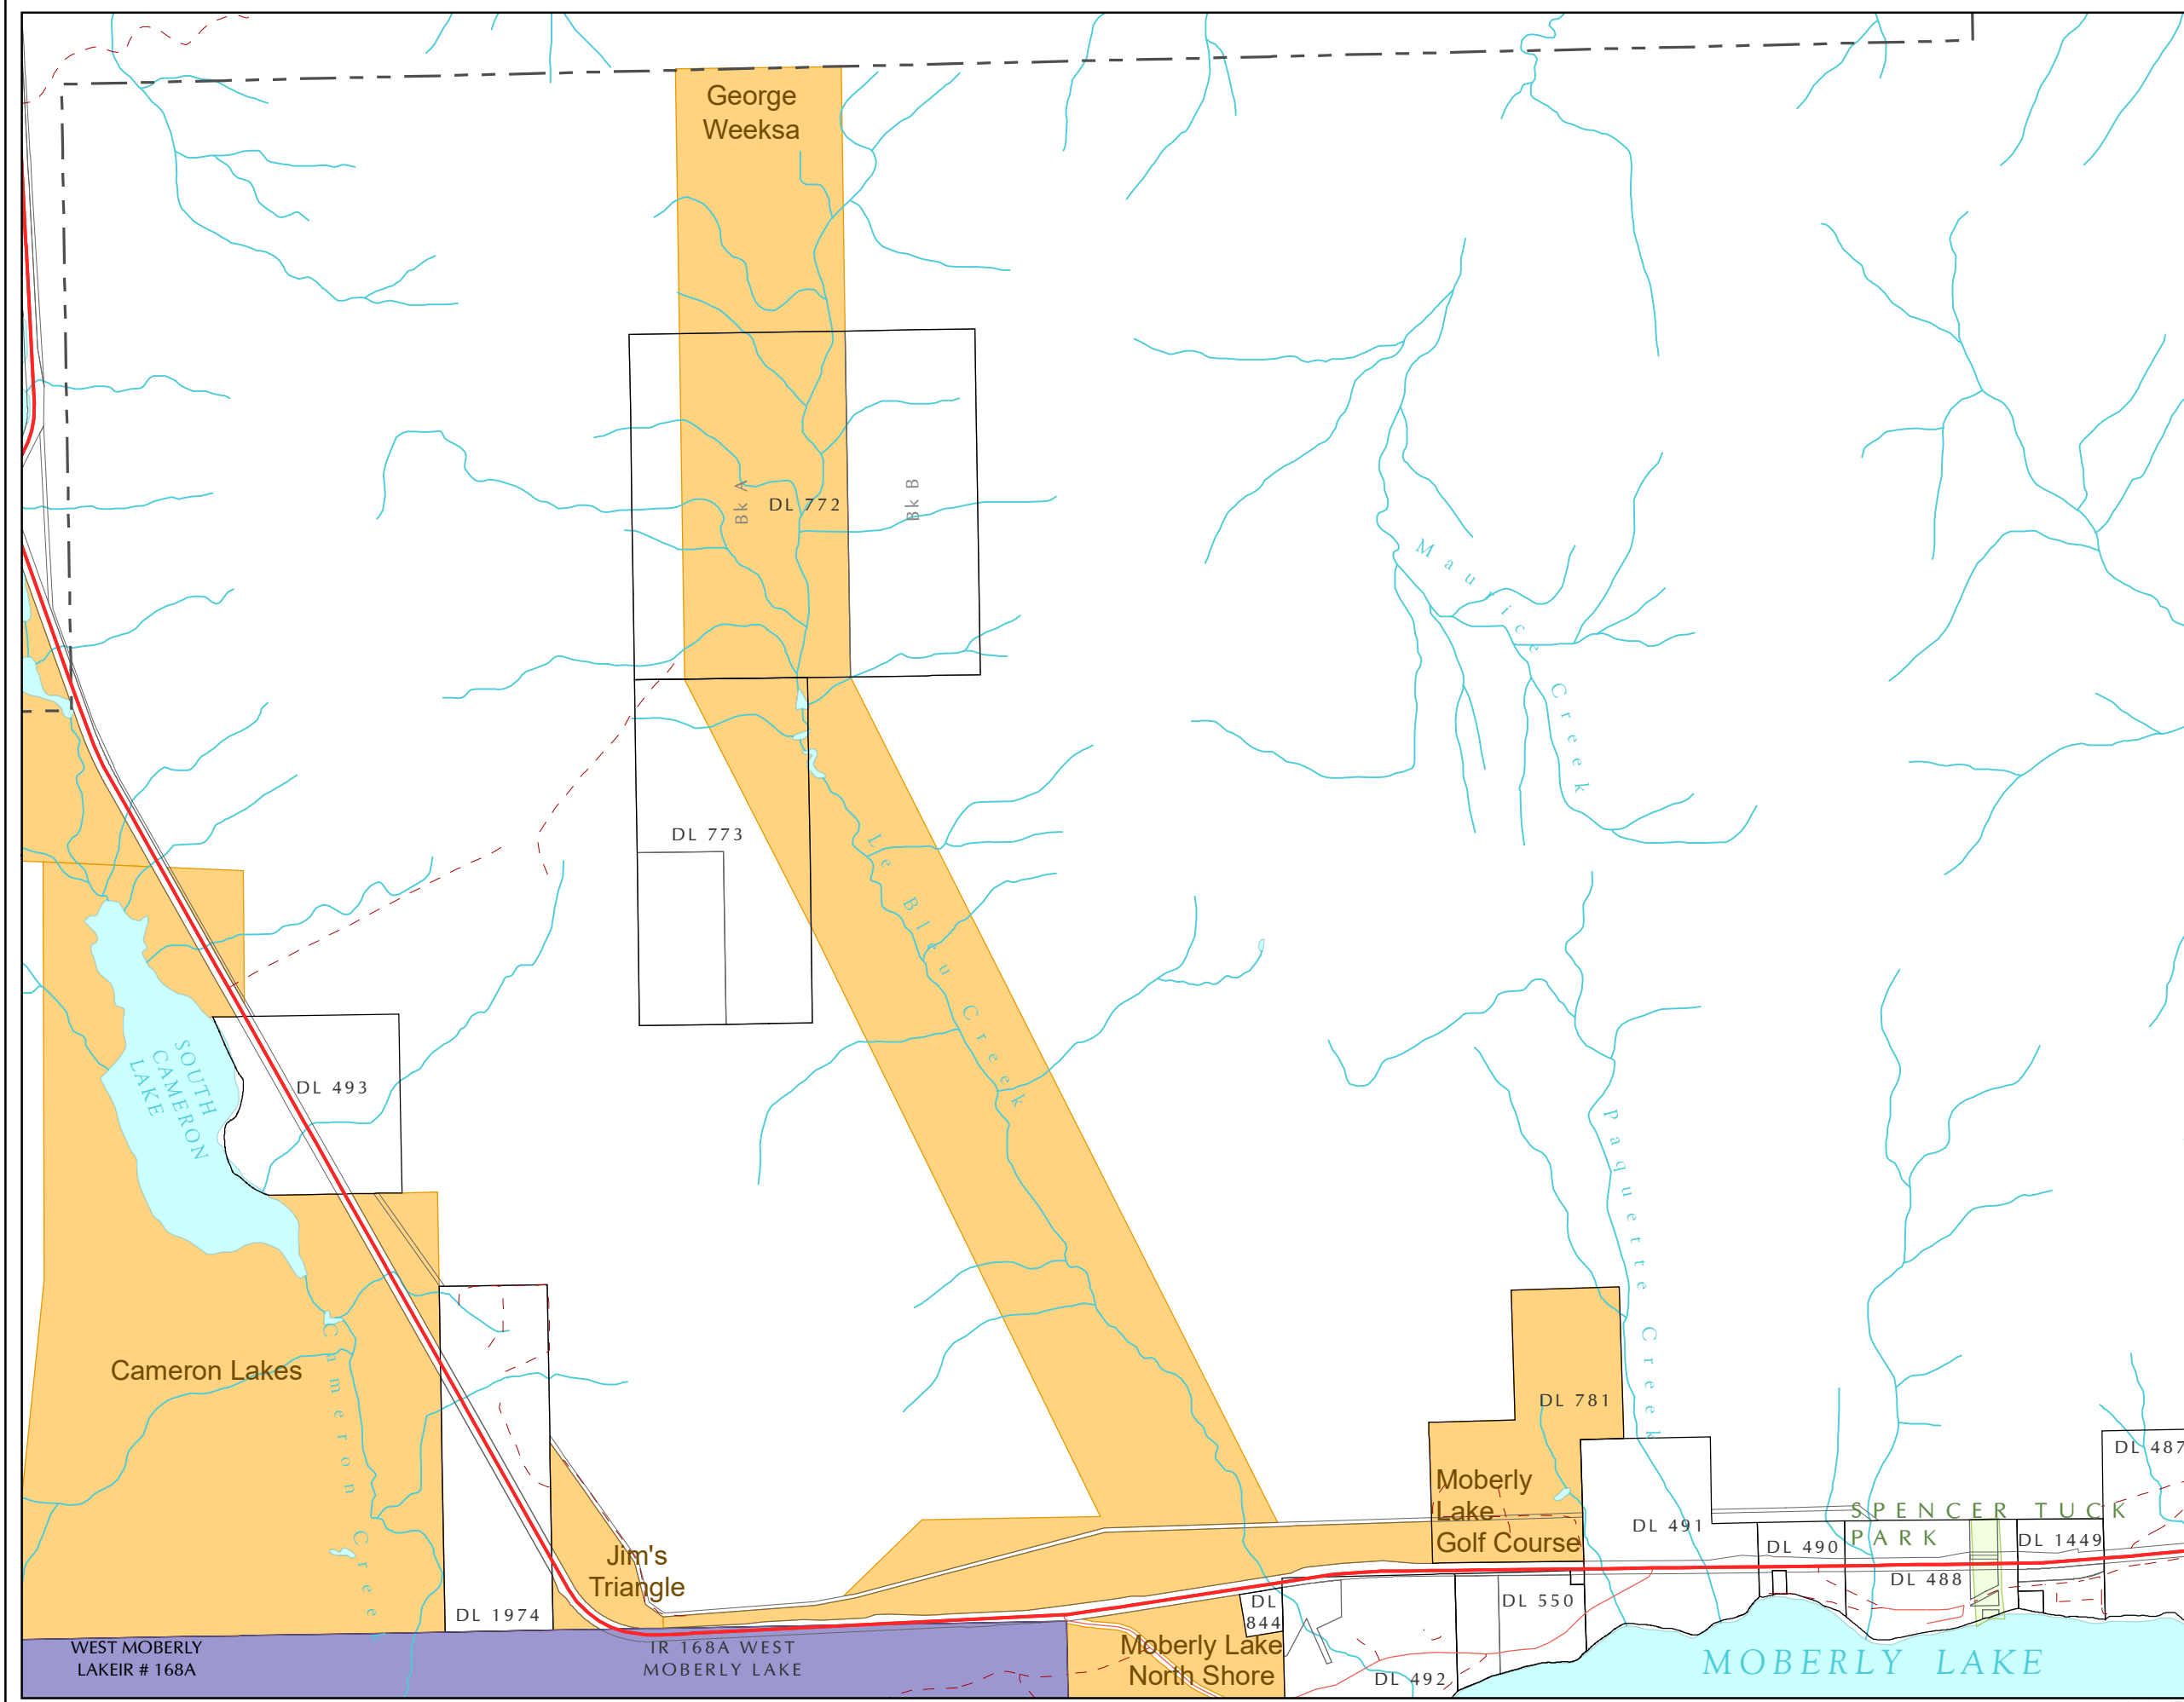 George
Weeksa
Bk A
DL 772
Bk B
Maurice Creek
DL 773
Le Bleu Creek
SOUTH
CAMERON
LAKE
DL 493
Paquette Creek
Cameron Lakes
Cameron Creek
DL 781
DL 487
Moberly
Lake
Golf Course
DL 491
SPENCER TUCK
PARK
DL 490
DL 1449
Jim's
Triangle
DL 488
DL 1974
DL
844
DL 550
WEST MOBERLY
LAKEIR # 168A
IR 168A WEST
MOBERLY LAKE
Moberly Lake
North Shore
DL 492
MOBERLY LAKE